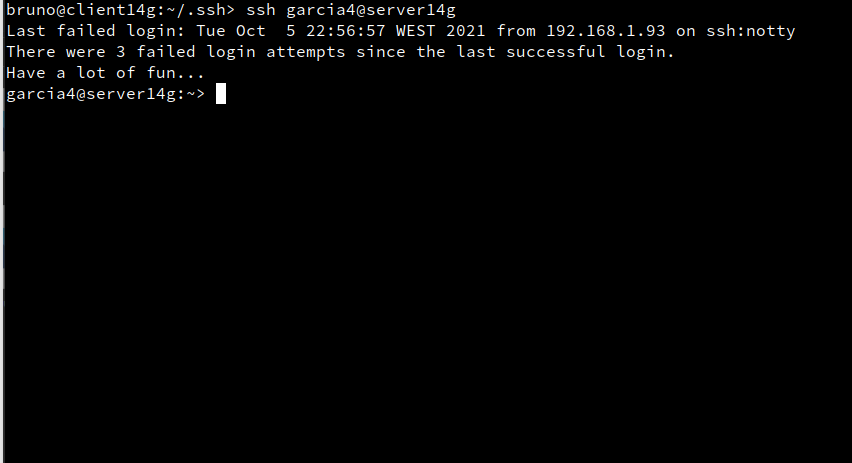 bruno@client14g:~/.ssh> ssh garcia4@server14g
Last failed login: Tue Oct  5 22:56:57 WEST 2021 from 192.168.1.93 on ssh:notty
There were 3 failed login attempts since the last successful login.
Have a lot of fun...
garcia4@server14g:~>